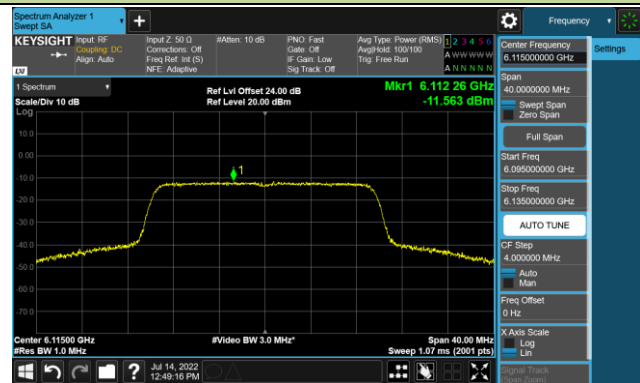 Spectrum Analyzer 1
Swept SA
Frequency
KEYSIGHT
Input: RF
Coupling: DC
Align: Auto
Input Z: 50 Ω
Corrections: Off
Freq Ref: Int (S)
NFE: Adaptive
#Atten: 10 dB
PNO: Fast
Gate: Off
IF Gain: Low
Sig Track: Off
Avg Type: Power (RMS)
Avg|Hold: 100/100
Trig: Free Run
1 2 3 4 5 6
A W W W W W
A N N N N N
LXI
1 Spectrum
Scale/Div 10 dB
Log
Ref Lvl Offset 24.00 dB
Ref Level 20.00 dBm
Mkr1 6.112 26 GHz
-11.563 dBm
10.0
0.00
-10.0
-20.0
-30.0
-40.0
-50.0
-60.0
-70.0
1
Center 6.11500 GHz
#Res BW 1.0 MHz
#Video BW 3.0 MHz*
Span 40.00 MHz
Sweep 1.07 ms (2001 pts)
Jul 14, 2022
12:49:16 PM
Settings
Center Frequency
6.115000000 GHz
Span
40.0000000 MHz
Swept Span
Zero Span
Full Span
Start Freq
6.095000000 GHz
Stop Freq
6.135000000 GHz
AUTO TUNE
CF Step
4.000000 MHz
Auto
Man
Freq Offset
0 Hz
X Axis Scale
Log
Lin
Signal Track
(Span Zoom)